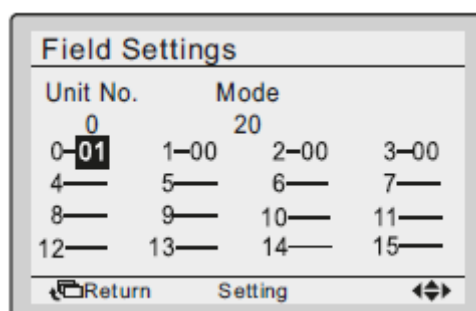 Field Settings
Unit No. Mode
0 20
0-01 1-00 2-00 3-00
4— 5— 6— 7—
8— 9— 10— 11—
12— 13— 14— 15—
Return Setting